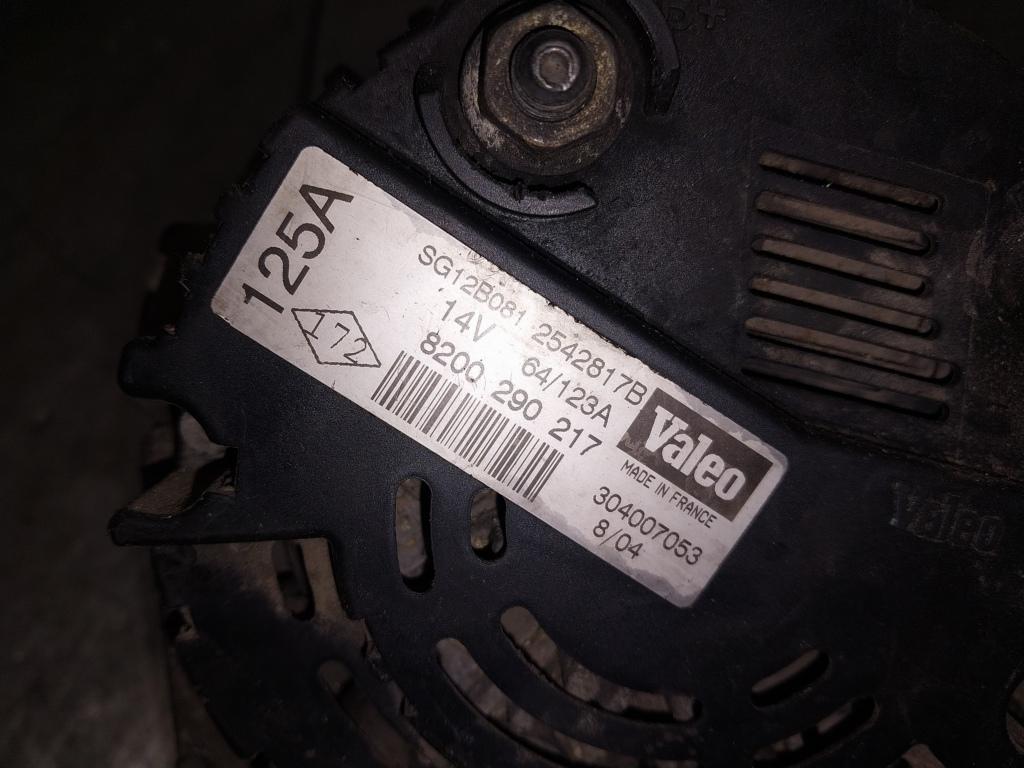 B+
125A
172
SG12B081 2542817B
14V 64/123A
8200 290 217
Valeo
MADE IN FRANCE
304007053
8/04
Valeo